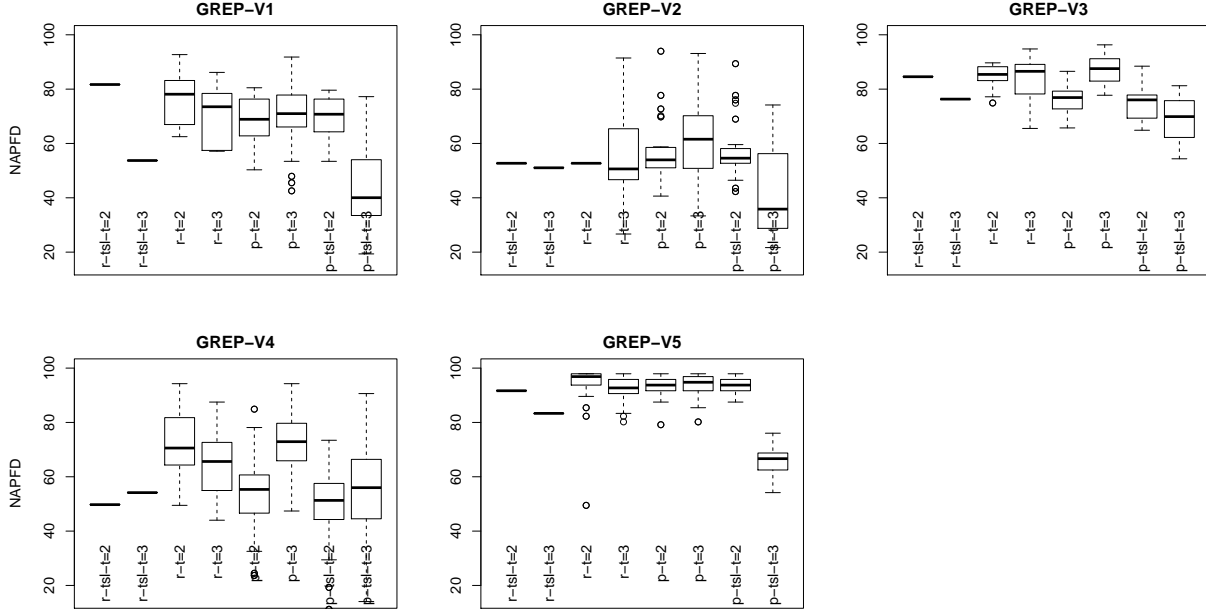 GREP−V1
NAPFD
100
80
60
40
20
r−tsl−t=2
r−tsl−t=3
r−t=2
r−t=3
p−t=2
p−t=3
p−tsl−t=2
p−tsl−t=3
GREP−V2
100
80
60
40
20
r−tsl−t=2
r−tsl−t=3
r−t=2
r−t=3
p−t=2
p−t=3
p−tsl−t=2
p−tsl−t=3
GREP−V3
100
80
60
40
20
r−tsl−t=2
r−tsl−t=3
r−t=2
r−t=3
p−t=2
p−t=3
p−tsl−t=2
p−tsl−t=3
GREP−V4
NAPFD
100
80
60
40
20
r−tsl−t=2
r−tsl−t=3
r−t=2
r−t=3
p−t=2
p−t=3
p−tsl−t=2
p−tsl−t=3
GREP−V5
100
80
60
40
20
r−tsl−t=2
r−tsl−t=3
r−t=2
r−t=3
p−t=2
p−t=3
p−tsl−t=2
p−tsl−t=3